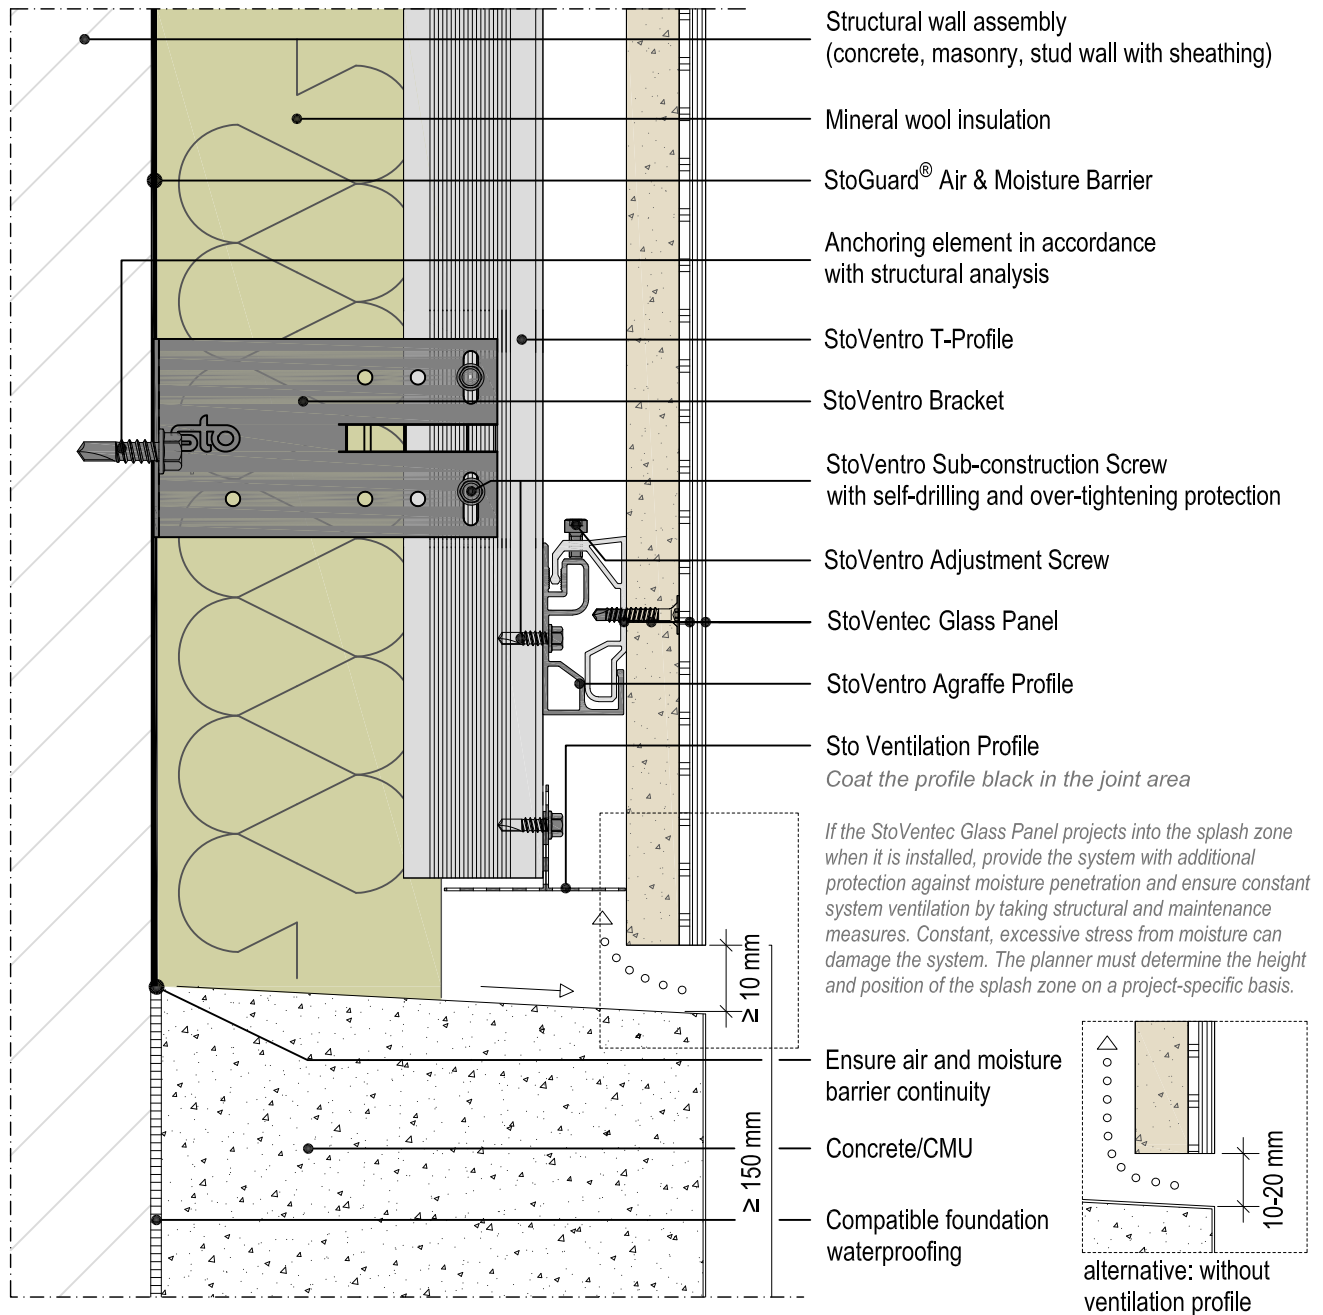 Structural wall assembly
(concrete, masonry, stud wall with sheathing)
Mineral wool insulation
StoGuard® Air & Moisture Barrier
Anchoring element in accordance
with structural analysis
StoVentro T-Profile
StoVentro Bracket
sto
StoVentro Sub-construction Screw
with self-drilling and over-tightening protection
StoVentro Adjustment Screw
StoVentec Glass Panel
StoVentro Agraffe Profile
Sto Ventilation Profile
Coat the profile black in the joint area
If the StoVentec Glass Panel projects into the splash zone
when it is installed, provide the system with additional
protection against moisture penetration and ensure constant
system ventilation by taking structural and maintenance
measures. Constant, excessive stress from moisture can
damage the system. The planner must determine the height
and position of the splash zone on a project-specific basis.
≥ 10 mm
Ensure air and moisture
barrier continuity
≥ 150 mm
Concrete/CMU
Compatible foundation
waterproofing
10-20 mm
alternative: without
ventilation profile